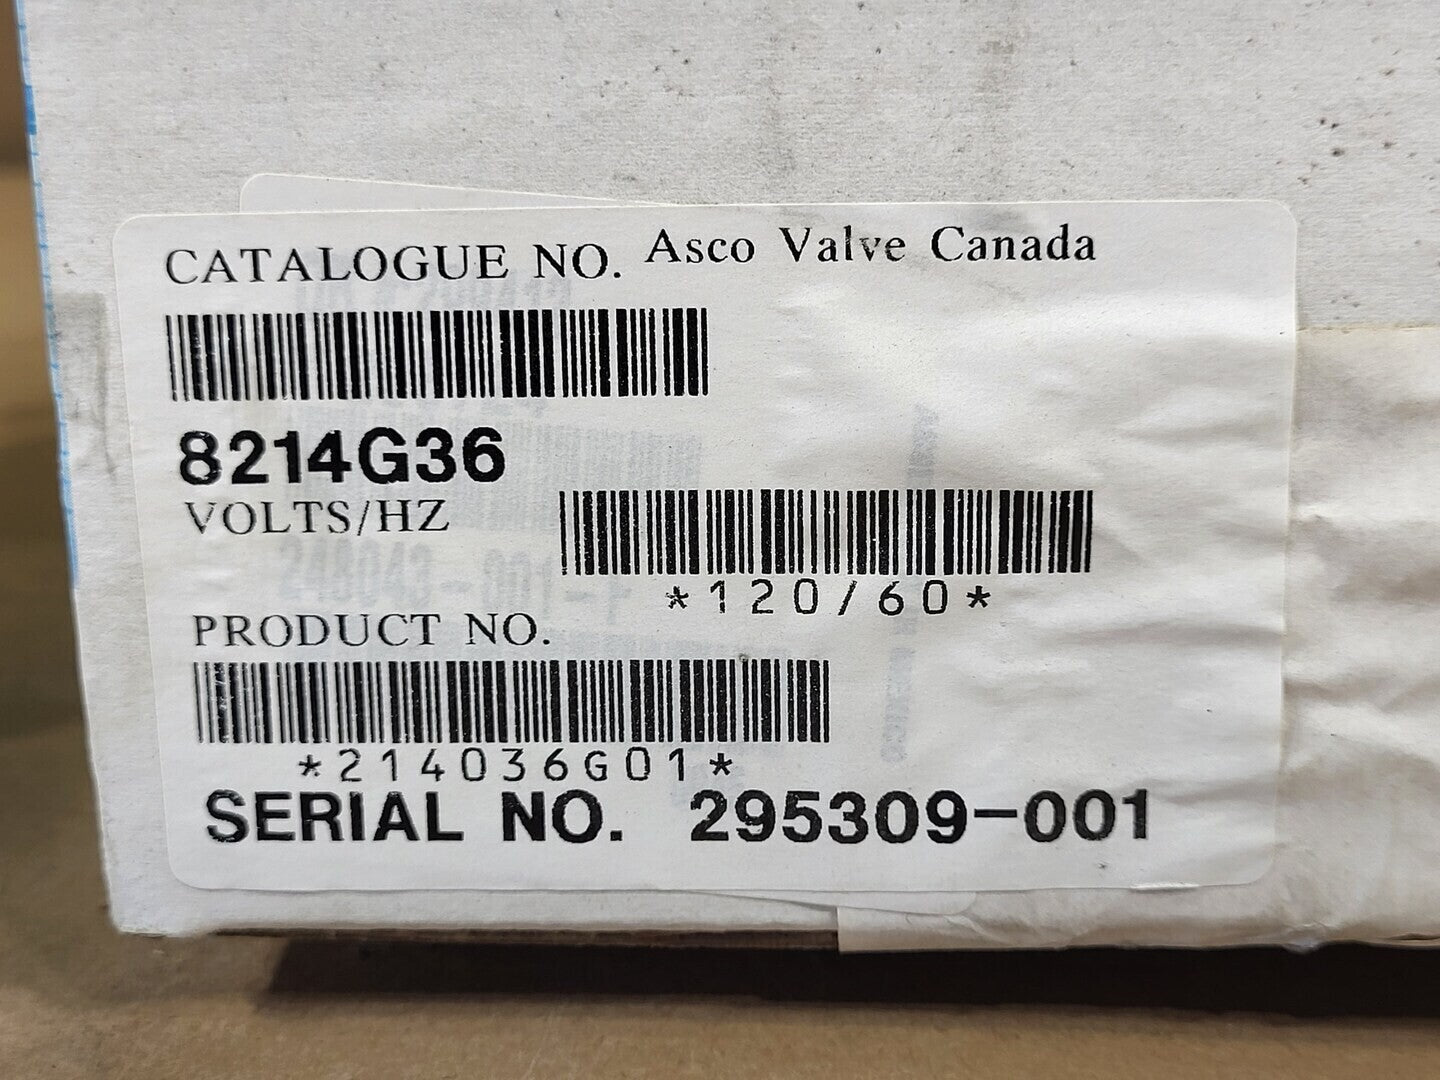 CATALOGUE NO. Asco Valve Canada
8214G36
VOLTS/HZ
*120/60*
PRODUCT NO.
*214036G01*
SERIAL NO. 295309-001